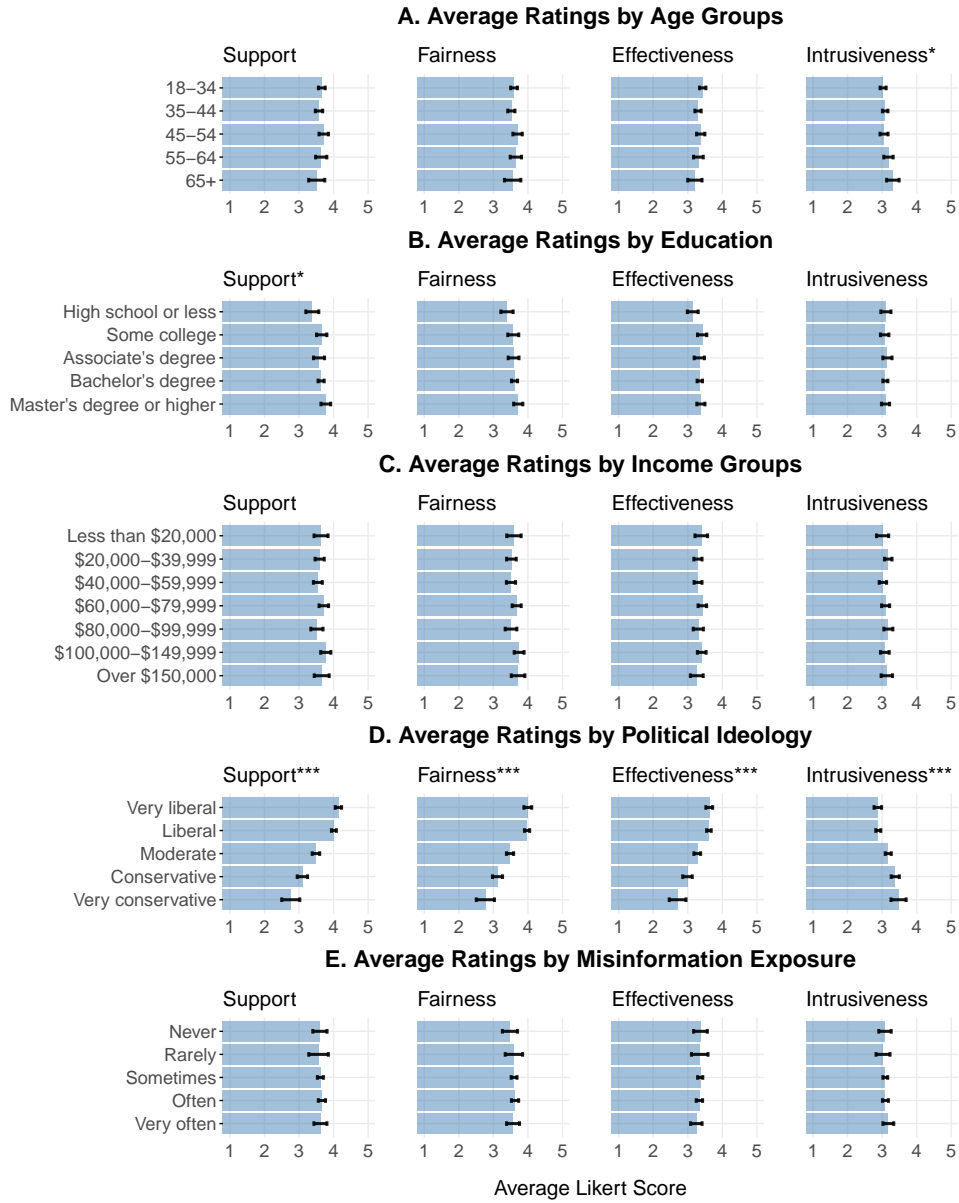 A. Average Ratings by Age Groups
Support Fairness Effectiveness Intrusiveness*
18–34
35–44
45–54
55–64
65+
1 2 3 4 5 1 2 3 4 5 1 2 3 4 5 1 2 3 4 5
B. Average Ratings by Education
Support* Fairness Effectiveness Intrusiveness
High school or less
Some college
Associate's degree
Bachelor's degree
Master's degree or higher
1 2 3 4 5 1 2 3 4 5 1 2 3 4 5 1 2 3 4 5
C. Average Ratings by Income Groups
Support Fairness Effectiveness Intrusiveness
Less than $20,000
$20,000–$39,999
$40,000–$59,999
$60,000–$79,999
$80,000–$99,999
$100,000–$149,999
Over $150,000
1 2 3 4 5 1 2 3 4 5 1 2 3 4 5 1 2 3 4 5
D. Average Ratings by Political Ideology
Support*** Fairness*** Effectiveness*** Intrusiveness***
Very liberal
Liberal
Moderate
Conservative
Very conservative
1 2 3 4 5 1 2 3 4 5 1 2 3 4 5 1 2 3 4 5
E. Average Ratings by Misinformation Exposure
Support Fairness Effectiveness Intrusiveness
Never
Rarely
Sometimes
Often
Very often
1 2 3 4 5 1 2 3 4 5 1 2 3 4 5 1 2 3 4 5
Average Likert Score